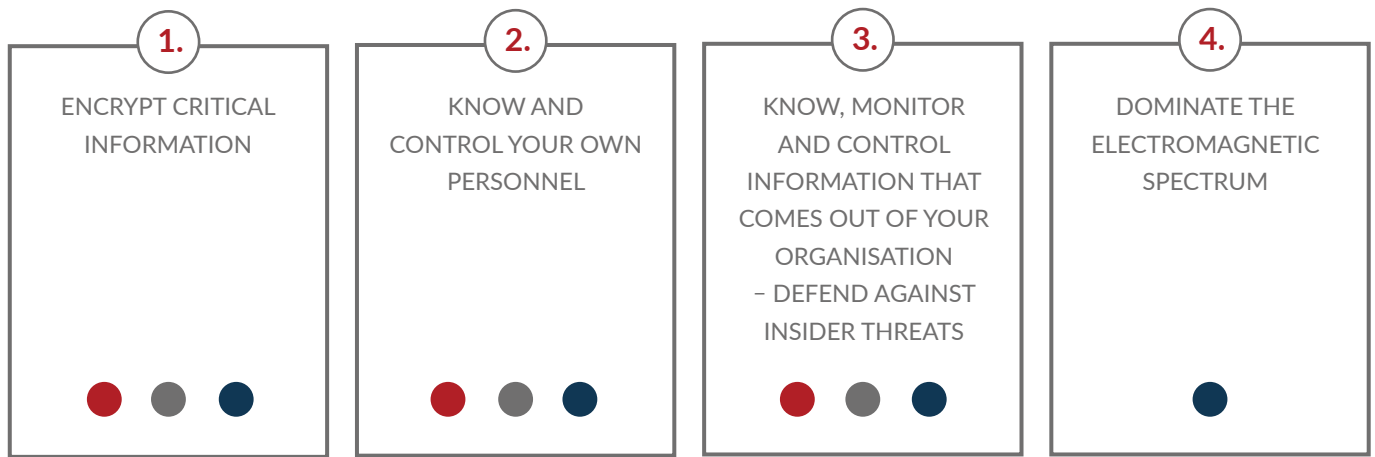 1.
ENCRYPT CRITICAL
INFORMATION
2.
KNOW AND
CONTROL YOUR OWN
PERSONNEL
3.
KNOW, MONITOR
AND CONTROL
INFORMATION THAT
COMES OUT OF YOUR
ORGANISATION
– DEFEND AGAINST
INSIDER THREATS
4.
DOMINATE THE
ELECTROMAGNETIC
SPECTRUM